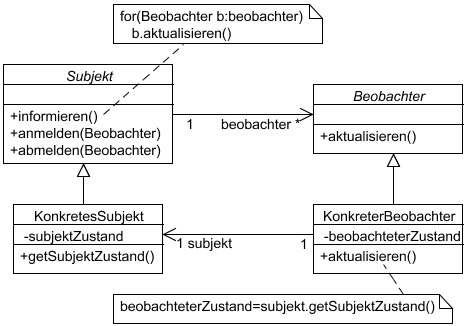 for(Beobachter b:beobachter)
b.aktualisieren()
Subjekt
+informieren()
+anmelden(Beobachter)
+abmelden(Beobachter)
1
beobachter *
Beobachter
+aktualisieren()
KonkretesSubjekt
-subjektZustand
+getSubjektZustand()
1 subjekt
1
KonkreterBeobachter
-beobachteterZustand
+aktualisieren()
beobachteterZustand=subjekt.getSubjektZustand()